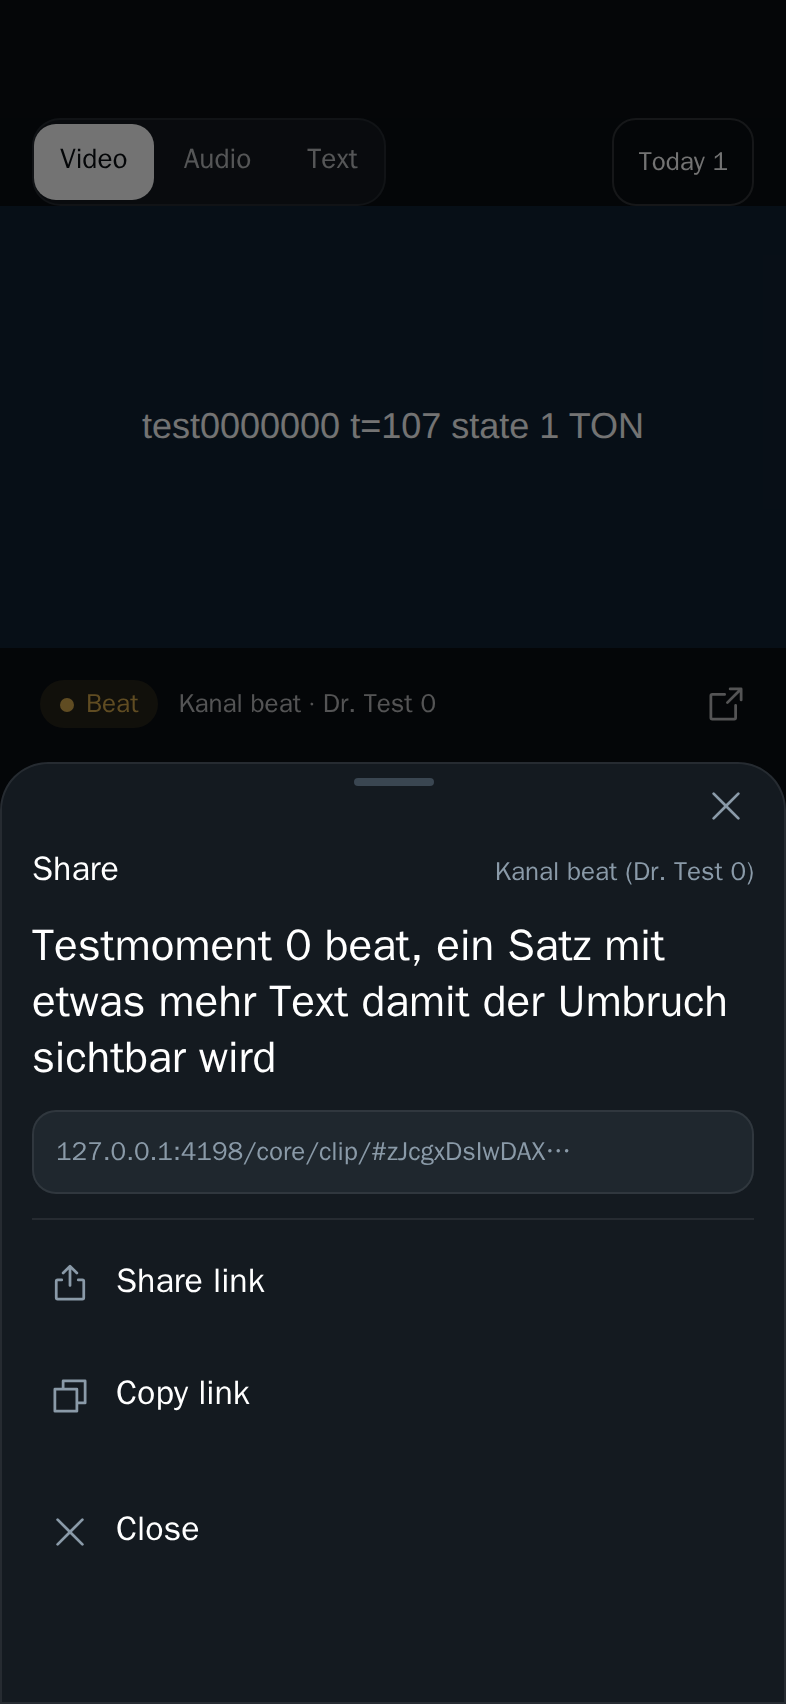 Video Audio Text Today 1
test0000000 t=107 state 1 TON
Beat Kanal beat · Dr. Test 0
Share Kanal beat (Dr. Test 0)
Testmoment 0 beat, ein Satz mit
etwas mehr Text damit der Umbruch
sichtbar wird
127.0.0.1:4198/core/clip/#zJcgxDsIwDAX···
Share link
Copy link
Close